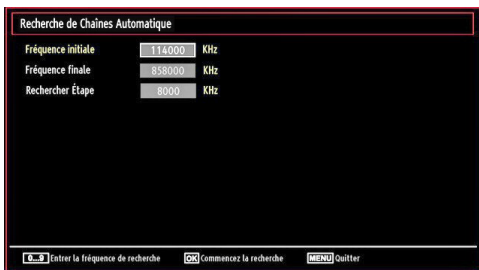 Recherche de Chaînes Automatique
Fréquence initiale 114000 KHz
Fréquence finale 858000 KHz
Rechercher Étape 8000 KHz
0...9 Entrer la fréquence de recherche OK Commencez la recherche MENU Quitter